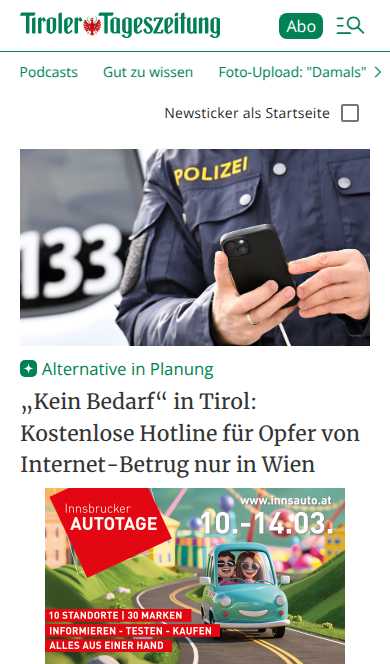 Tiroler Tageszeitung
Abo
Podcasts Gut zu wissen Foto-Upload: "Damals"
Newsticker als Startseite
POLIZEI
133
Alternative in Planung
„Kein Bedarf“ in Tirol:
Kostenlose Hotline für Opfer von
Internet-Betrug nur in Wien
www.innsauto.at
Innsbrucker
AUTOTAGE
10.-14.03.
10 STANDORTE | 30 MARKEN
INFORMIEREN - TESTEN - KAUFEN
ALLES AUS EINER HAND